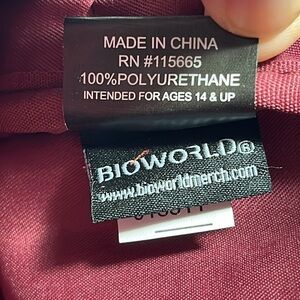 MADE IN CHINA
RN #115665
100%POLYURETHANE
INTENDED FOR AGES 14 & UP
BIOWORLD®
www.bioworldmerch.com